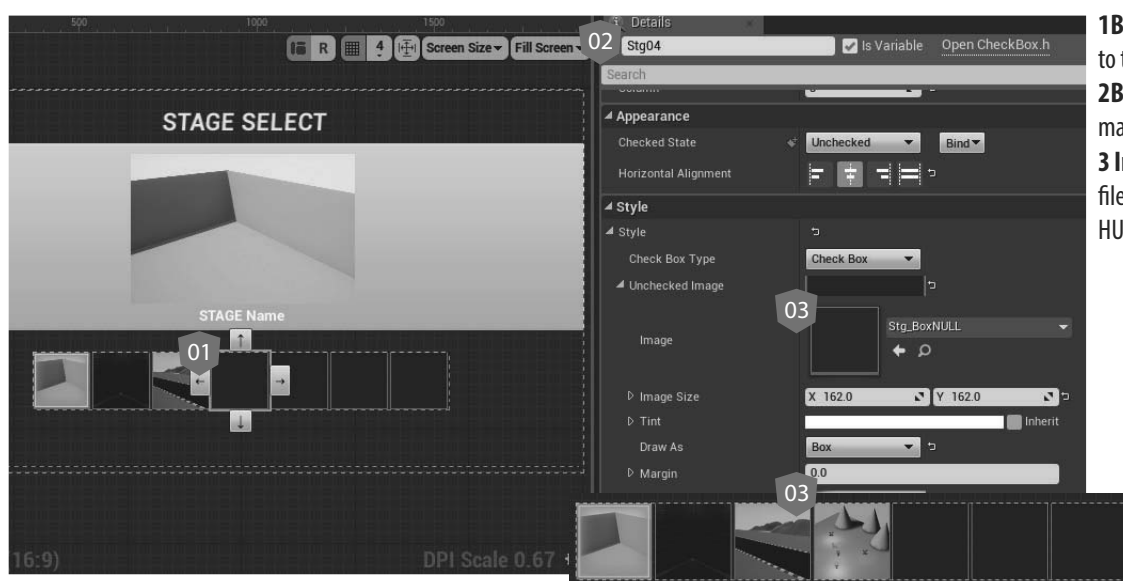 500
1000
1500
R
4
Screen Size
Fill Screen
STAGE SELECT
STAGE Name
01
16:9)
DPI Scale 0.67
Details
02
Stg04
Is Variable
Open CheckBox.h
Search
Column
Appearance
Checked State
Unchecked
Bind
Horizontal Alignment
Style
Style
Check Box Type
Check Box
Unchecked Image
03
Image
Stg_BoxNULL
Image Size
X 162.0
Y 162.0
Tint
Inherit
Draw As
Box
Margin
0.0
03
1B
to t
2B
ma
3 I
file
HU